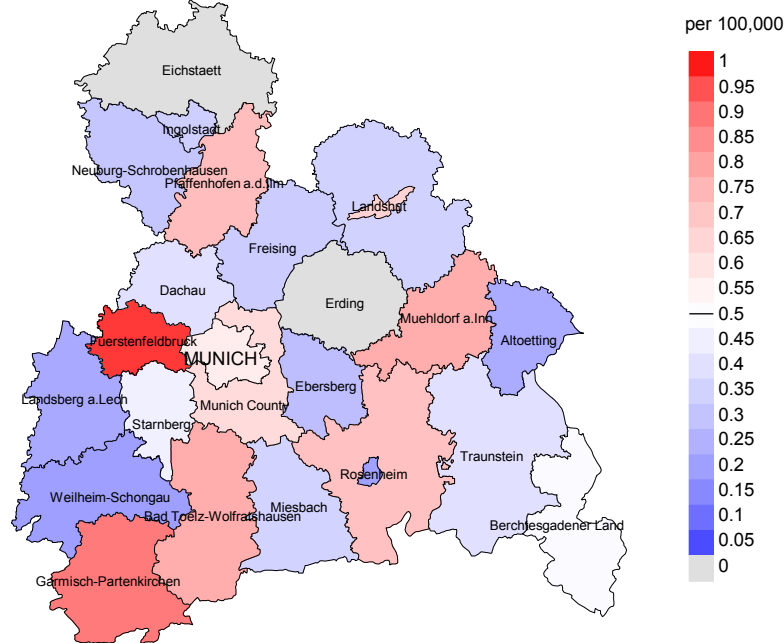 per 100,000
1
0.95
0.9
0.85
0.8
0.75
0.7
0.65
0.6
0.55
0.5
0.45
0.4
0.35
0.3
0.25
0.2
0.15
0.1
0.05
0
Eichstaett
Ingolstadt
Neuburg-Schrobenhausen
Pfaffenhofen a.d.Ilm
Landshut
Freising
Dachau
Erding
Muehldorf a.Inn
Fuerstenfeldbruck
Altoetting
MUNICH
Ebersberg
Landsberg a.Lech
Munich County
Starnberg
Traunstein
Rosenheim
Weilheim-Schongau
Miesbach
Bad Toelz-Wolfratshausen
Berchtesgadener Land
Garmisch-Partenkirchen